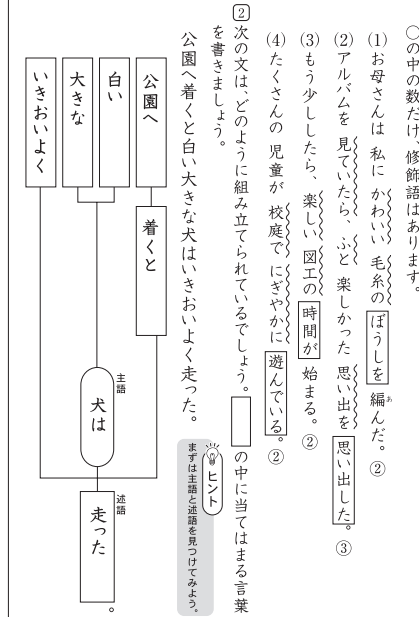 ○の中の数だけ、修飾語はあります。
(1) お母さんは 私に かわいい 毛糸の ぼうしを 編んだ。②
あ
(2) アルバムを 見ていたら、ふと 楽しかった 思い出を 思い出した。③
(3) もう少ししたら、楽しい 図工の 時間が 始まる。②
(4) たくさんの 児童が 校庭で にぎやかに 遊んでいる。②
2 次の文は、どのように組み立てられているでしょう。 の中に当てはまる言葉
を書きましょう。
公園へ着くと白い大きな犬はいきおいよく走った。
ヒント
まずは主語と述語を見つけてみよう。
公園へ
着くと
白い
大きな
いきおいよく
主語
犬は
述語
走った
。